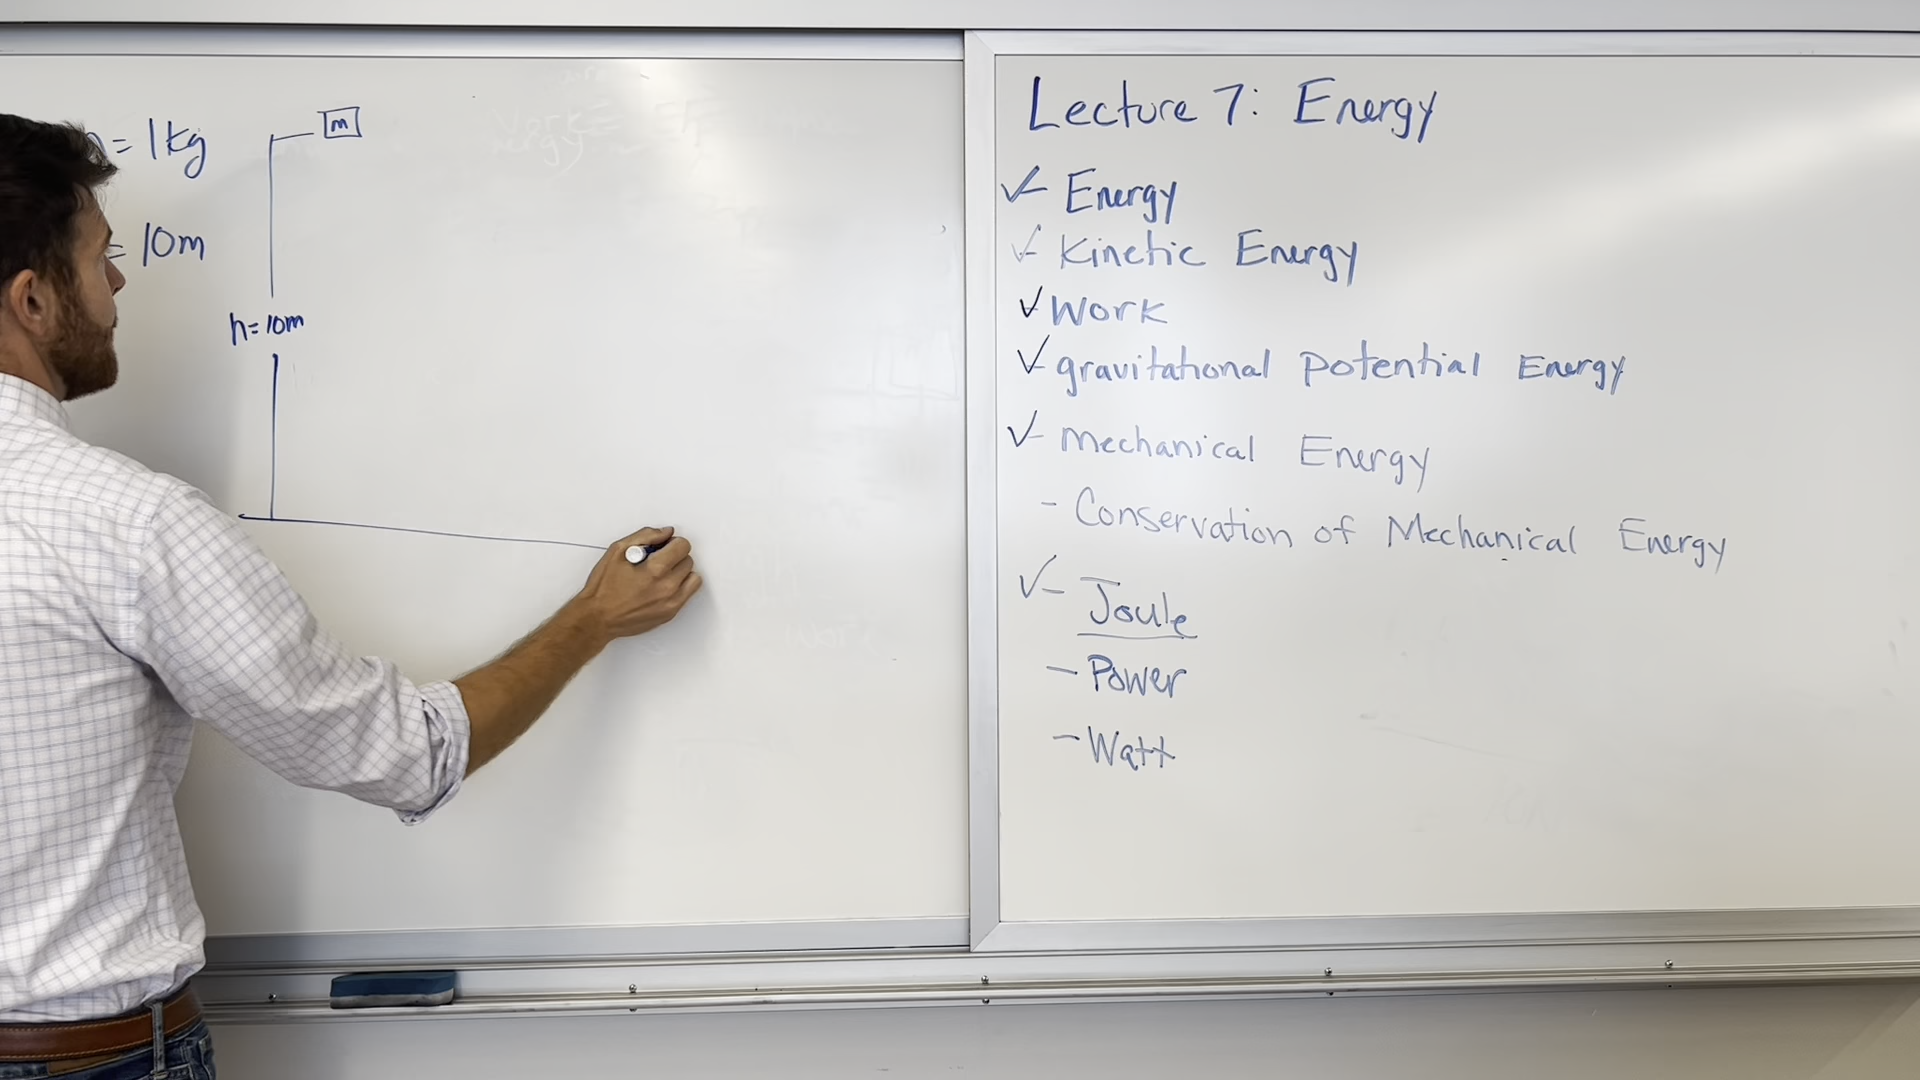 = 1kg
= 10m
m
h=10m
Lecture 7: Energy
✓- Energy
✓- Kinetic Energy
✓- Work
✓- gravitational potential Energy
✓- Mechanical Energy
- Conservation of Mechanical Energy
✓- Joule
- Power
- Watt